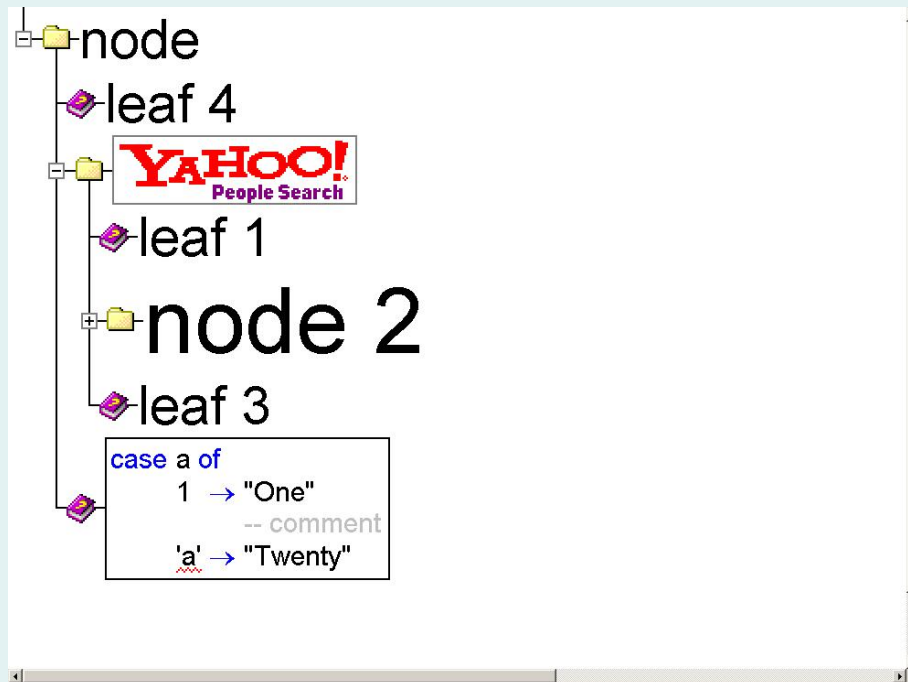 node
leaf 4
YAHOO!
People Search
leaf 1
node 2
leaf 3
case a of
1 → "One"
-- comment
'a' → "Twenty"